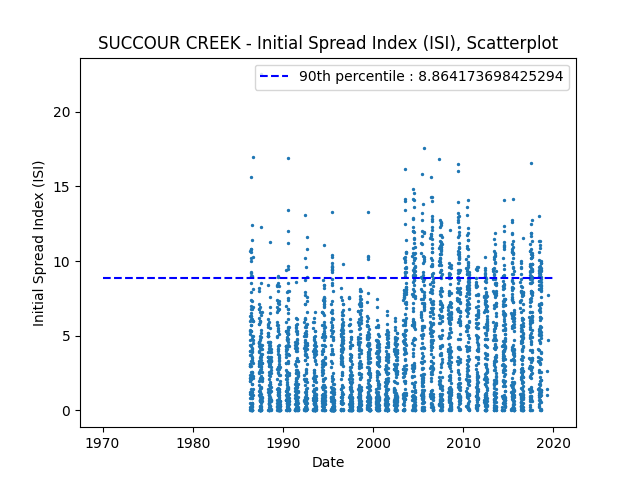 SUCCOUR CREEK - Initial Spread Index (ISI), Scatterplot
90th percentile : 8.864173698425294
20
15
10
5
0
Initial Spread Index (ISI)
1970 1980 1990 2000 2010 2020
Date